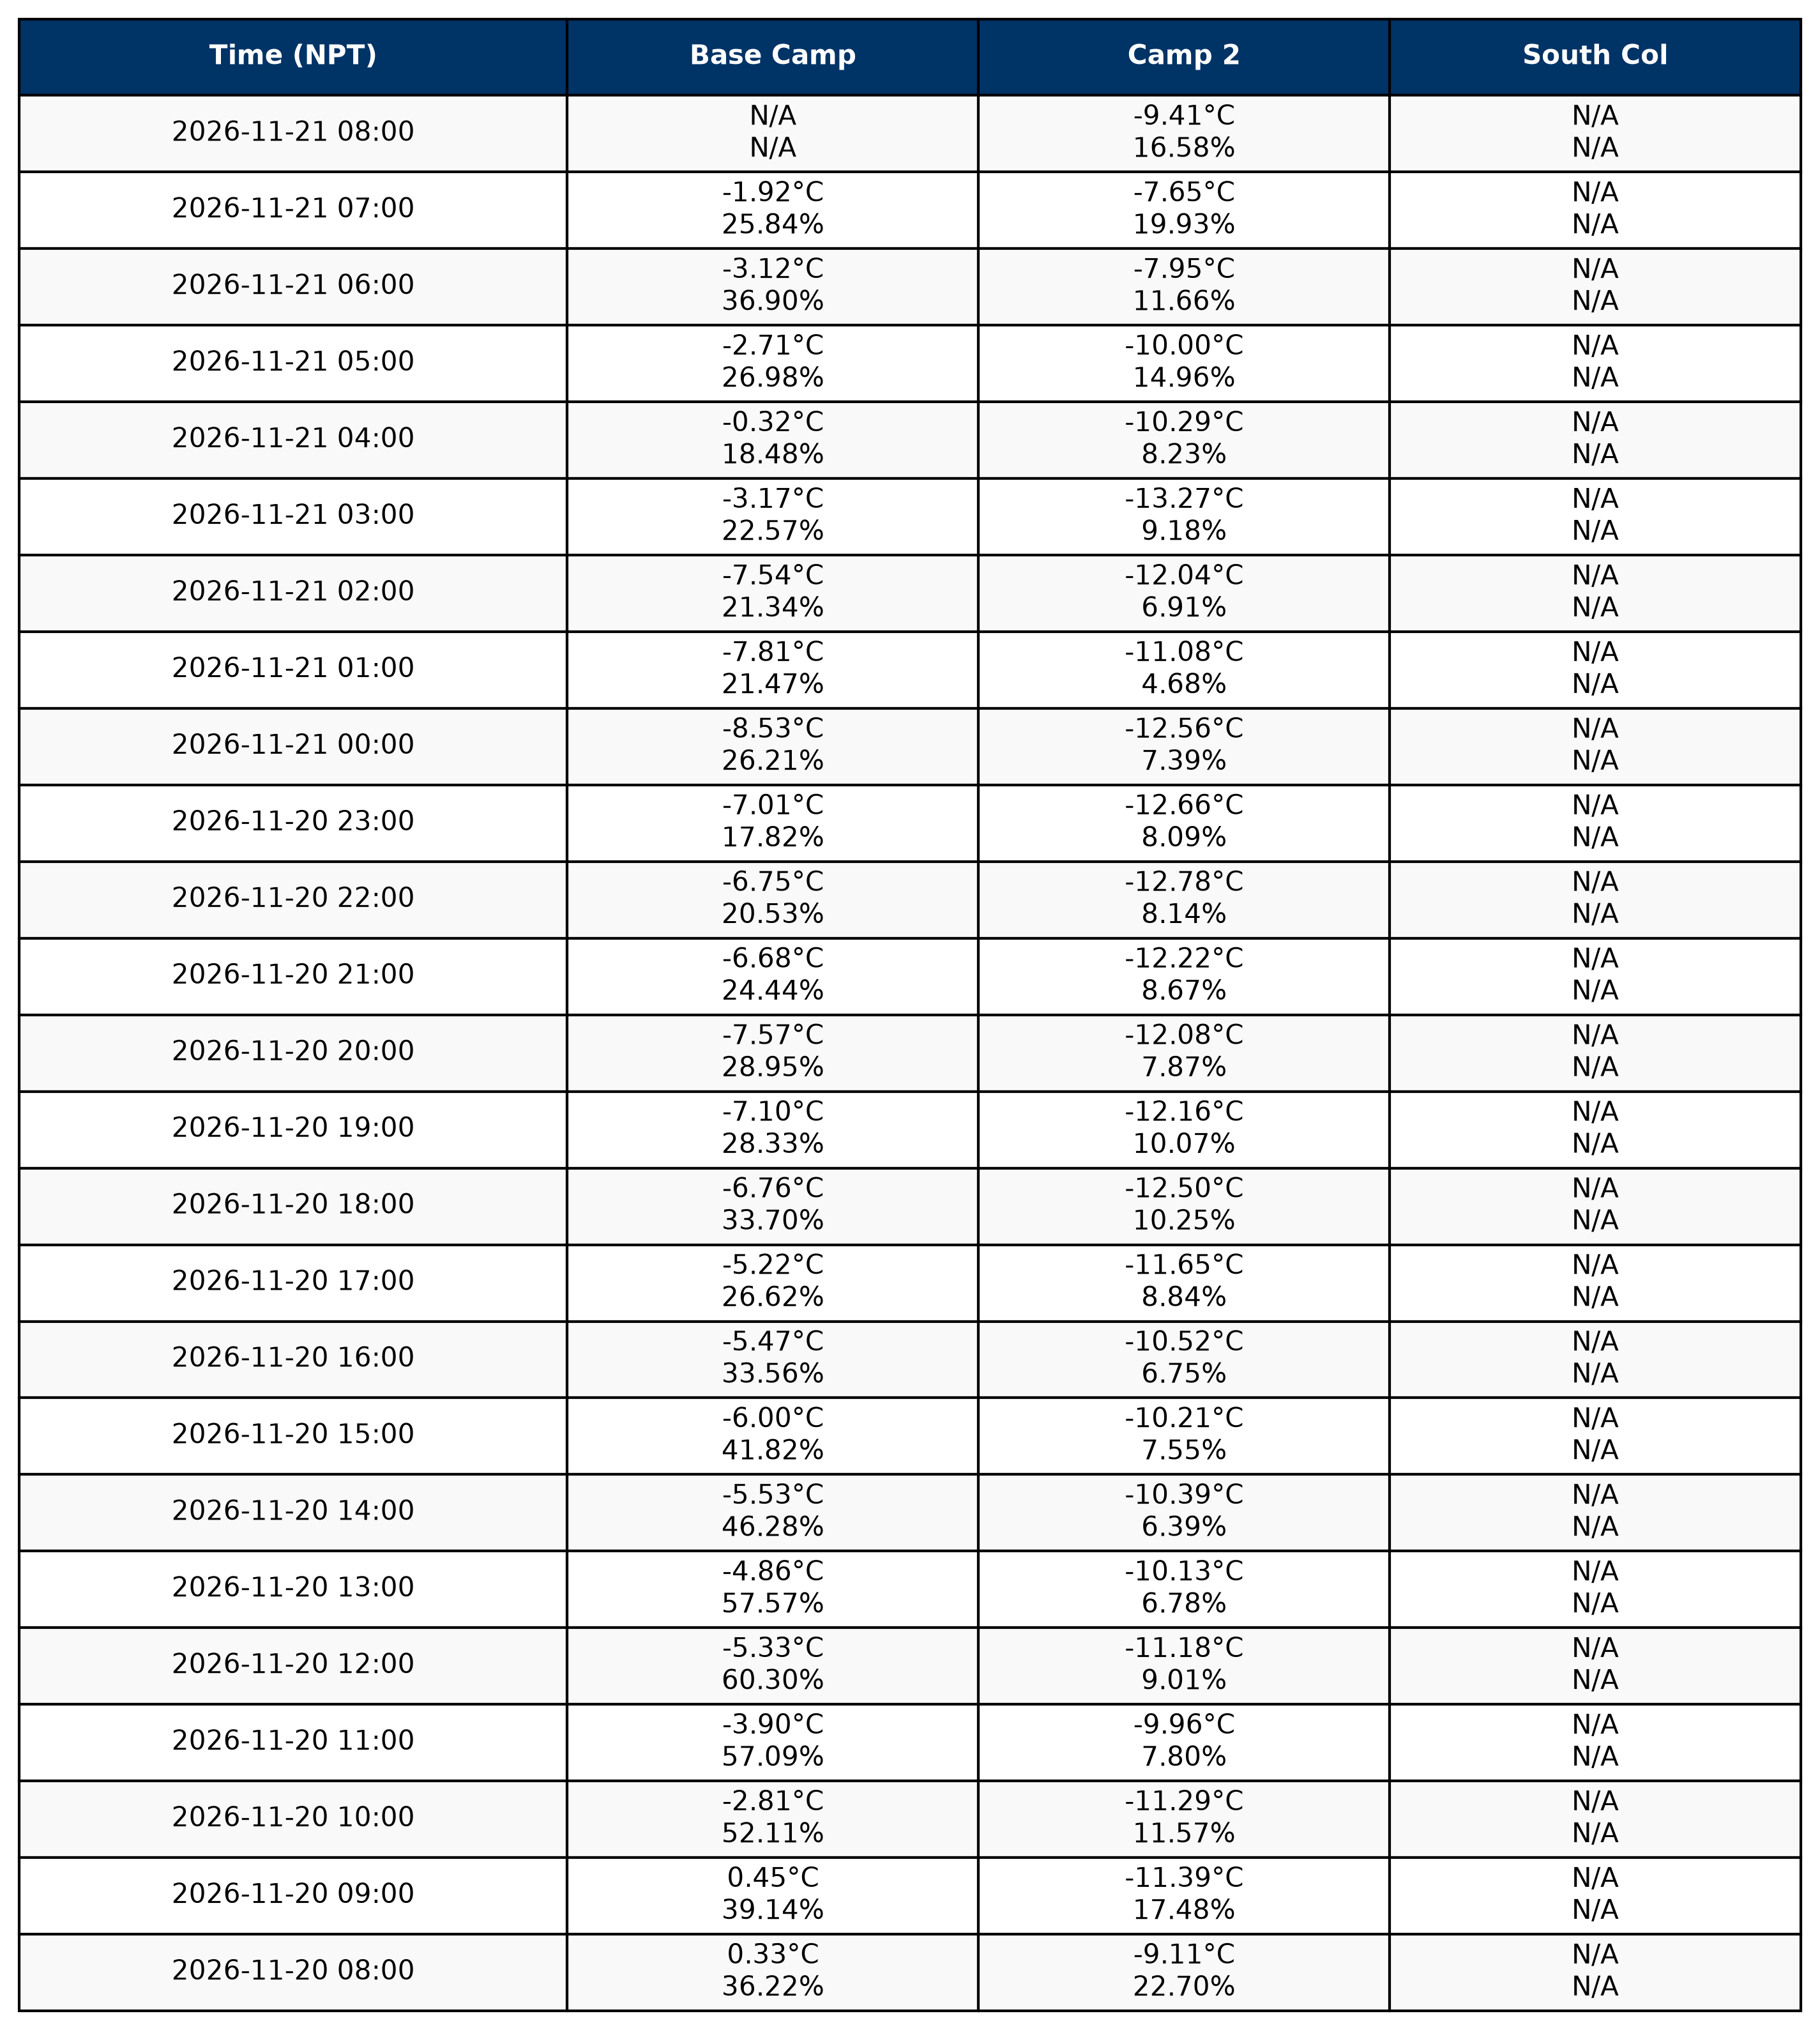 Time (NPT) Base Camp Camp 2 South Col
N/A -9.41°C N/A
2026-11-21 08:00
N/A 16.58% N/A
-1.92°C -7.65°C N/A
2026-11-21 07:00
25.84% 19.93% N/A
-3.12°C -7.95°C N/A
2026-11-21 06:00
36.90% 11.66% N/A
-2.71°C -10.00°C N/A
2026-11-21 05:00
26.98% 14.96% N/A
-0.32°C -10.29°C N/A
2026-11-21 04:00
18.48% 8.23% N/A
-3.17°C -13.27°C N/A
2026-11-21 03:00
22.57% 9.18% N/A
-7.54°C -12.04°C N/A
2026-11-21 02:00
21.34% 6.91% N/A
-7.81°C -11.08°C N/A
2026-11-21 01:00
21.47% 4.68% N/A
-8.53°C -12.56°C N/A
2026-11-21 00:00
26.21% 7.39% N/A
-7.01°C -12.66°C N/A
2026-11-20 23:00
17.82% 8.09% N/A
-6.75°C -12.78°C N/A
2026-11-20 22:00
20.53% 8.14% N/A
-6.68°C -12.22°C N/A
2026-11-20 21:00
24.44% 8.67% N/A
-7.57°C -12.08°C N/A
2026-11-20 20:00
28.95% 7.87% N/A
-7.10°C -12.16°C N/A
2026-11-20 19:00
28.33% 10.07% N/A
-6.76°C -12.50°C N/A
2026-11-20 18:00
33.70% 10.25% N/A
-5.22°C -11.65°C N/A
2026-11-20 17:00
26.62% 8.84% N/A
-5.47°C -10.52°C N/A
2026-11-20 16:00
33.56% 6.75% N/A
-6.00°C -10.21°C N/A
2026-11-20 15:00
41.82% 7.55% N/A
-5.53°C -10.39°C N/A
2026-11-20 14:00
46.28% 6.39% N/A
-4.86°C -10.13°C N/A
2026-11-20 13:00
57.57% 6.78% N/A
-5.33°C -11.18°C N/A
2026-11-20 12:00
60.30% 9.01% N/A
-3.90°C -9.96°C N/A
2026-11-20 11:00
57.09% 7.80% N/A
-2.81°C -11.29°C N/A
2026-11-20 10:00
52.11% 11.57% N/A
0.45°C -11.39°C N/A
2026-11-20 09:00
39.14% 17.48% N/A
0.33°C -9.11°C N/A
2026-11-20 08:00
36.22% 22.70% N/A